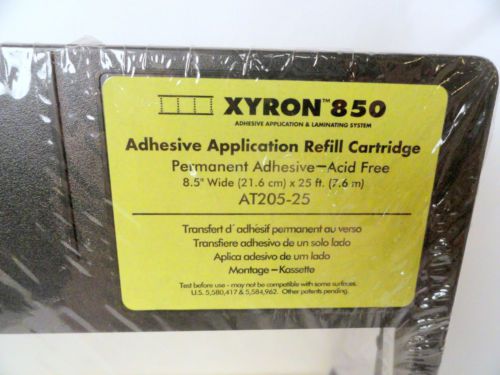 XYRON™850
ADHESIVE APPLICATION & LAMINATING SYSTEM
Adhesive Application Refill Cartridge
Permanent Adhesive–Acid Free
8.5" Wide (21.6 cm) x 25 ft. (7.6 m)
AT205-25
Transfert d´ adhésif permanent au verso
Transfiere adhesivo de un solo lado
Aplica adesivo de um lado
Montage–Kassette
Test before use - may not be compatible with some surfaces.
U.S. 5,580,417 & 5,584,962. Other patents pending.